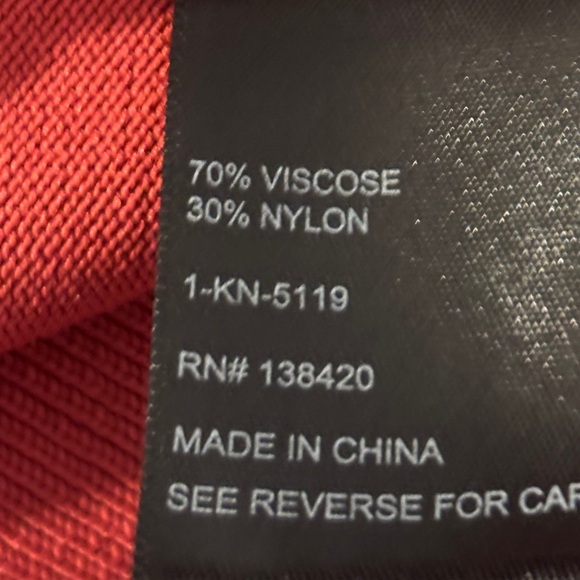 70% VISCOSE
30% NYLON
1-KN-5119
RN# 138420
MADE IN CHINA
SEE REVERSE FOR